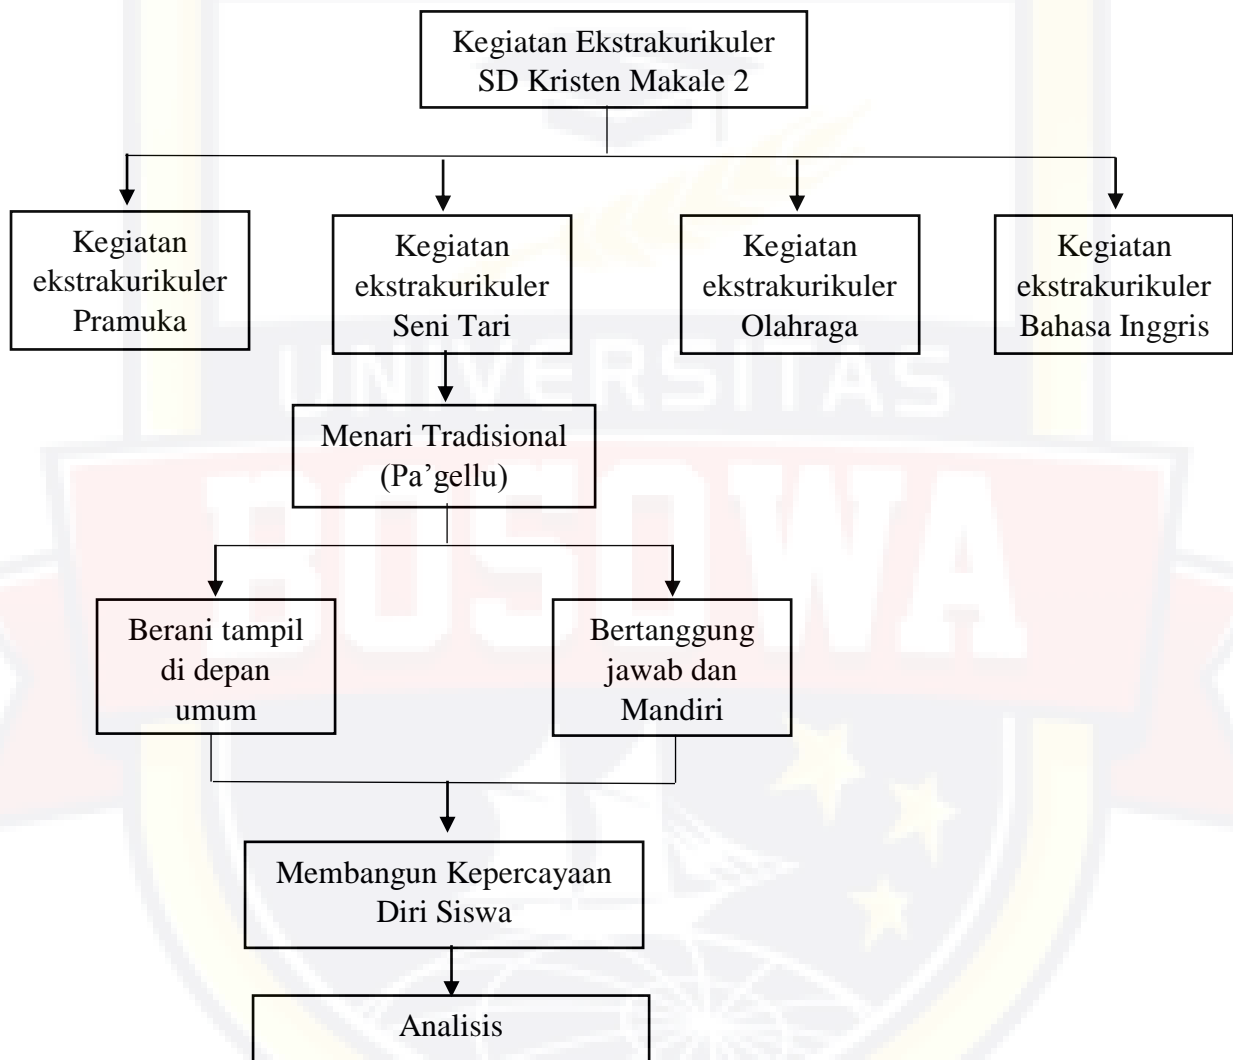 Kegiatan Ekstrakurikuler
SD Kristen Makale 2
Kegiatan
ekstrakurikuler
Pramuka
Kegiatan
ekstrakurikuler
Seni Tari
Kegiatan
ekstrakurikuler
Olahraga
Kegiatan
ekstrakurikuler
Bahasa Inggris
Menari Tradisional
(Pa’gellu)
Berani tampil
di depan
umum
Bertanggung
jawab dan
Mandiri
Membangun Kepercayaan
Diri Siswa
Analisis
UNIVERSITAS
BOSOWA